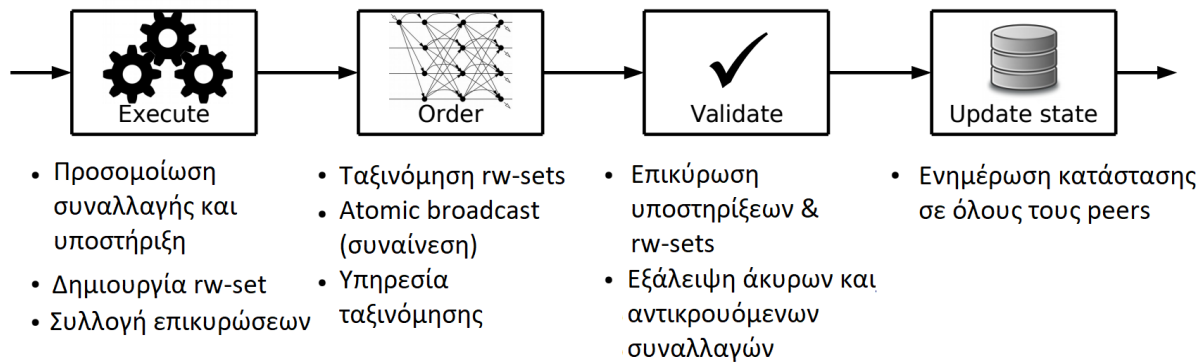 Execute
Order
Validate
Update state
• Προσομοίωση
συναλλαγής και
υποστήριξη
• Δημιουργία rw-set
• Συλλογή επικυρώσεων
• Ταξινόμηση rw-sets
• Atomic broadcast
(συναίνεση)
• Υπηρεσία
ταξινόμησης
• Επικύρωση
υποστηρίξεων &
rw-sets
• Εξάλειψη άκυρων και
αντικρουόμενων
συναλλαγών
• Ενημέρωση κατάστασης
σε όλους τους peers